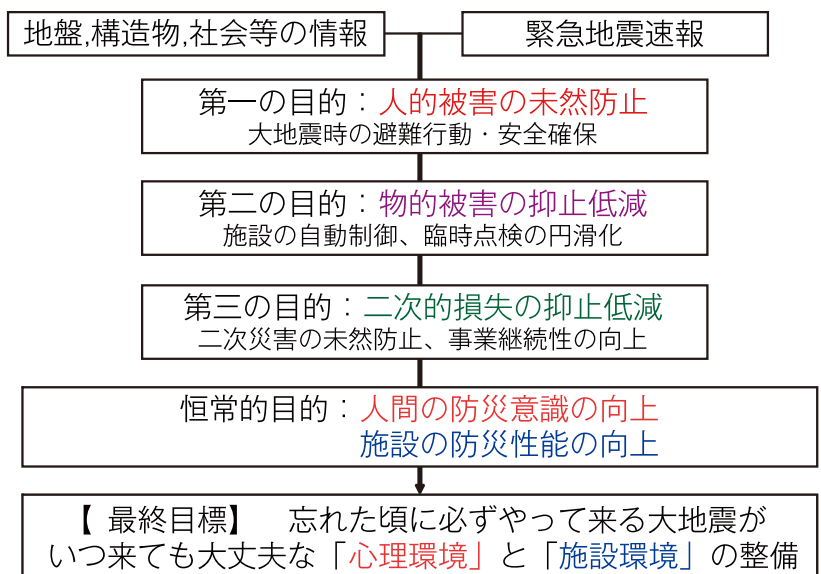 地盤,構造物,社会等の情報
緊急地震速報
第一の目的：人的被害の未然防止
大地震時の避難行動・安全確保
第二の目的：物的被害の抑止低減
施設の自動制御、臨時点検の円滑化
第三の目的：二次的損失の抑止低減
二次災害の未然防止、事業継続性の向上
恒常的目的：人間の防災意識の向上
施設の防災性能の向上
【 最終目標】　忘れた頃に必ずやって来る大地震が
いつ来ても大丈夫な「心理環境」と「施設環境」の整備